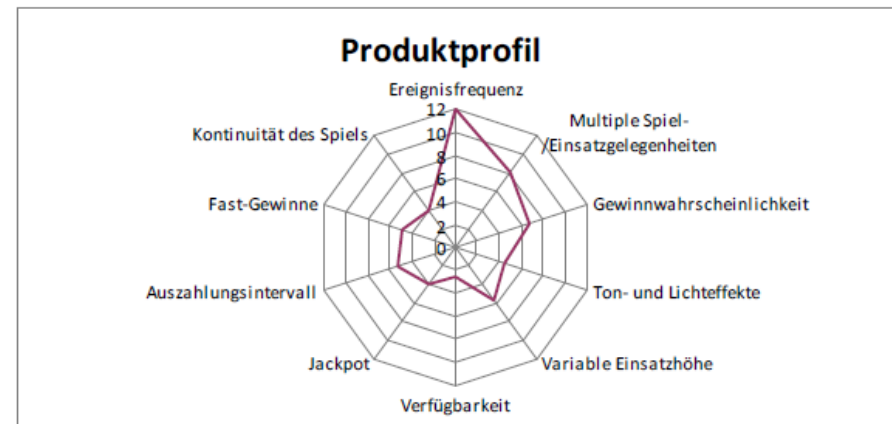 Produktprofil
Ereignisfrequenz
12
10
8
6
4
2
0
Multiple Spiel-
/Einsatzgelegenheiten
Gewinnwahrscheinlichkeit
Ton- und Lichteffekte
Variable Einsatzhöhe
Verfügbarkeit
Jackpot
Auszahlungsintervall
Fast-Gewinne
Kontinuität des Spiels